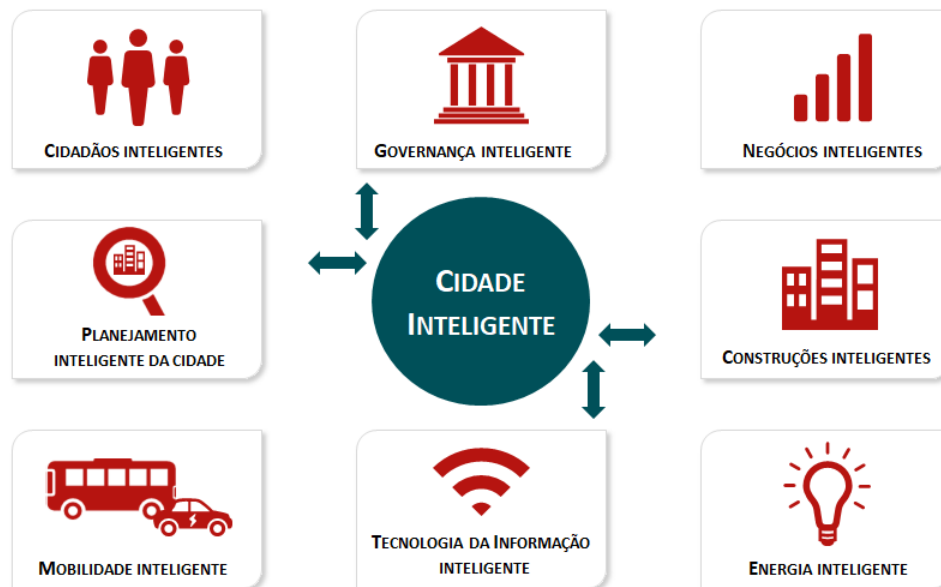 CIDADÃOS INTELIGENTES
GOVERNANÇA INTELIGENTE
NEGÓCIOS INTELIGENTES
PLANEJAMENTO
INTELIGENTE DA CIDADE
CIDADE
INTELIGENTE
CONSTRUÇÕES INTELIGENTES
MOBILIDADE INTELIGENTE
TECNOLOGIA DA INFORMAÇÃO
INTELIGENTE
ENERGIA INTELIGENTE